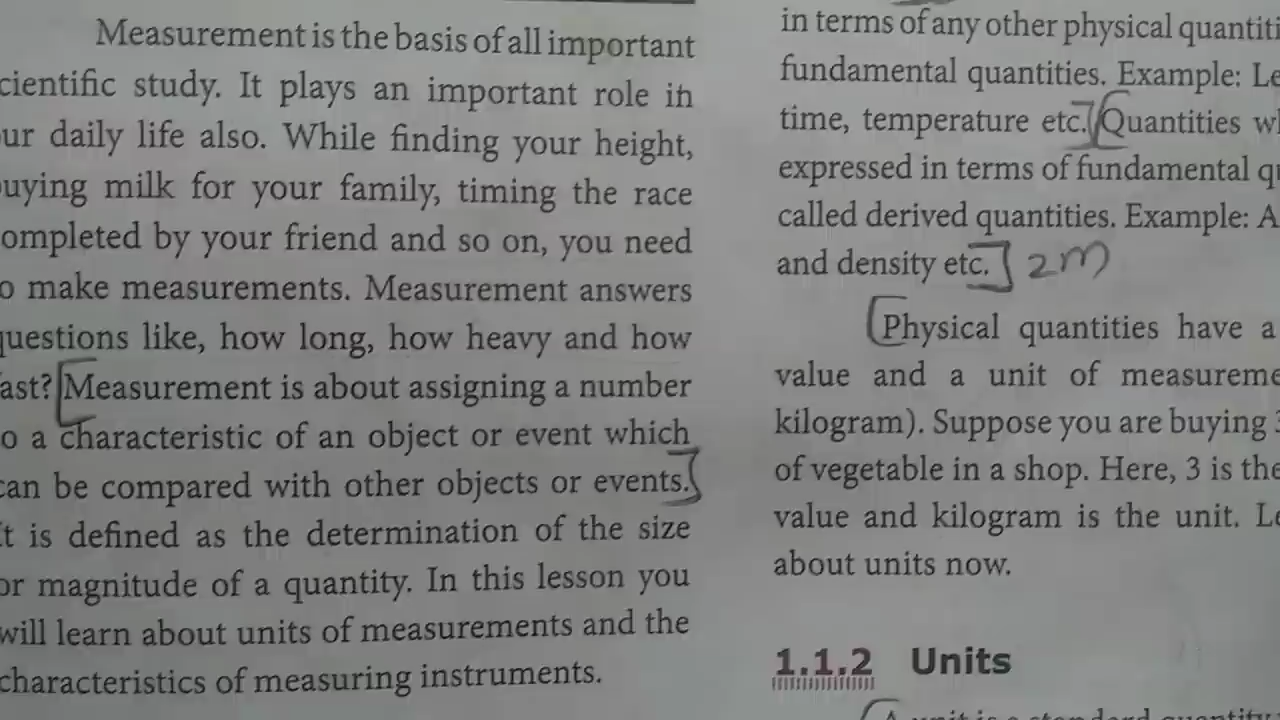 Measurement is the basis of all important
cientific study. It plays an important role in
ur daily life also. While finding your height,
uying milk for your family, timing the race
ompleted by your friend and so on, you need
o make measurements. Measurement answers
questions like, how long, how heavy and how
ast? Measurement is about assigning a number
o a characteristic of an object or event which
can be compared with other objects or events.
It is defined as the determination of the size
or magnitude of a quantity. In this lesson you
will learn about units of measurements and the
characteristics of measuring instruments.
in terms of any other physical quantiti
fundamental quantities. Example: Le
time, temperature etc. Quantities wh
expressed in terms of fundamental qu
called derived quantities. Example: A
and density etc. 2m
Physical quantities have a
value and a unit of measureme
kilogram). Suppose you are buying 3
of vegetable in a shop. Here, 3 is the
value and kilogram is the unit. Le
about units now.
1.1.2 Units
A unit is a standard quantity